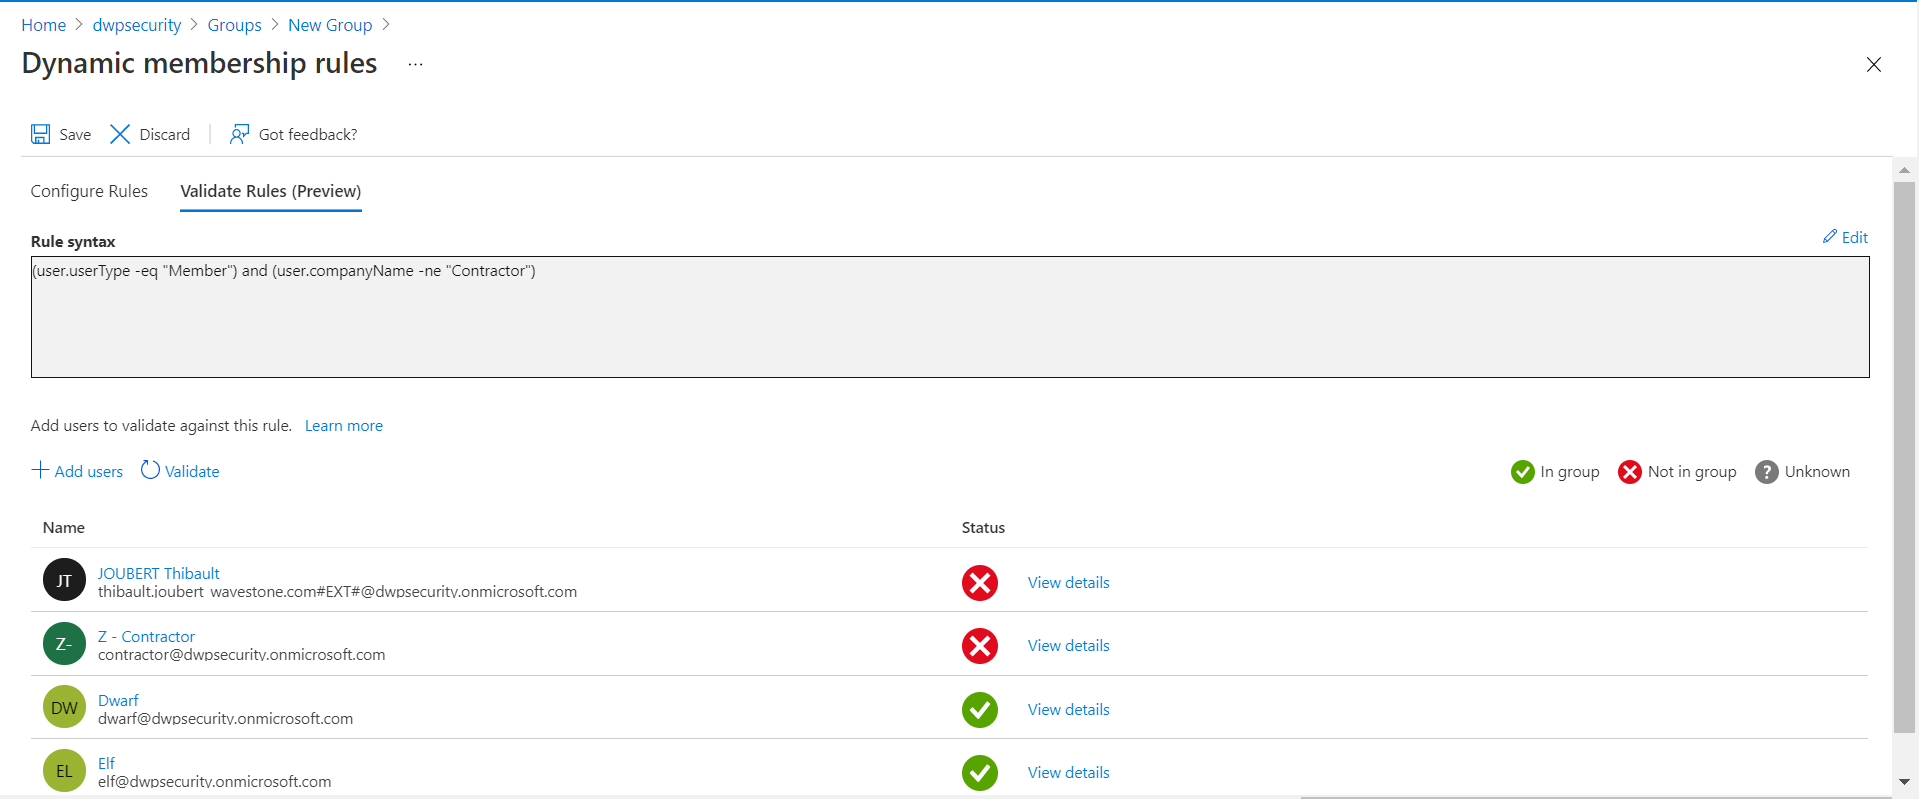 Home > dwpsecurity > Groups > New Group >
Dynamic membership rules ...
Save Discard Got feedback?
Configure Rules Validate Rules (Preview)
Rule syntax Edit
(user.userType -eq "Member") and (user.companyName -ne "Contractor")
Add users to validate against this rule. Learn more
Add users Validate In group Not in group ? Unknown
Name Status
JT JOUBERT Thibault
thibault.joubert_wavestone.com#EXT#@dwpsecurity.onmicrosoft.com View details
Z- Z - Contractor
contractor@dwpsecurity.onmicrosoft.com View details
DW Dwarf
dwarf@dwpsecurity.onmicrosoft.com View details
EL Elf
elf@dwpsecurity.onmicrosoft.com View details